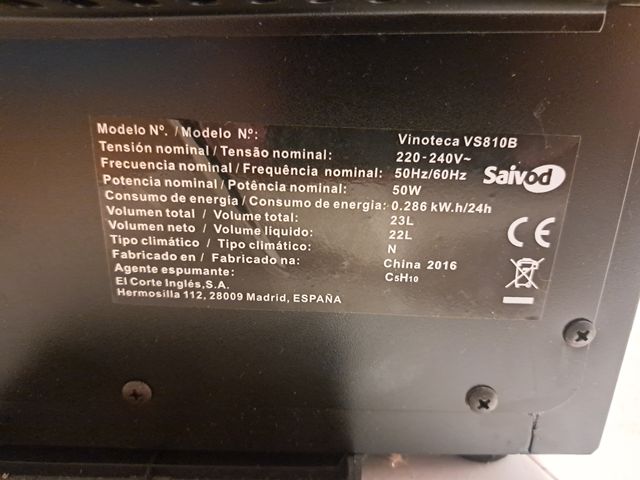 Modelo Nº. / Modelo N.º: Vinoteca VS810B
Tensión nominal / Tensão nominal: 220-240V~
Frecuencia nominal / Frequência nominal: 50Hz/60Hz
Potencia nominal / Potência nominal: 50W
Consumo de energía / Consumo de energia: 0.286 kW.h/24h
Volumen total / Volume total: 23L
Volumen neto / Volume líquido: 22L
Tipo climático / Tipo climático: N
Fabricado en / Fabricado na: China 2016
Agente espumante: C₅H₁₀
El Corte Inglés,S.A.
Hermosilla 112, 28009 Madrid, ESPAÑA
Saivod
CE